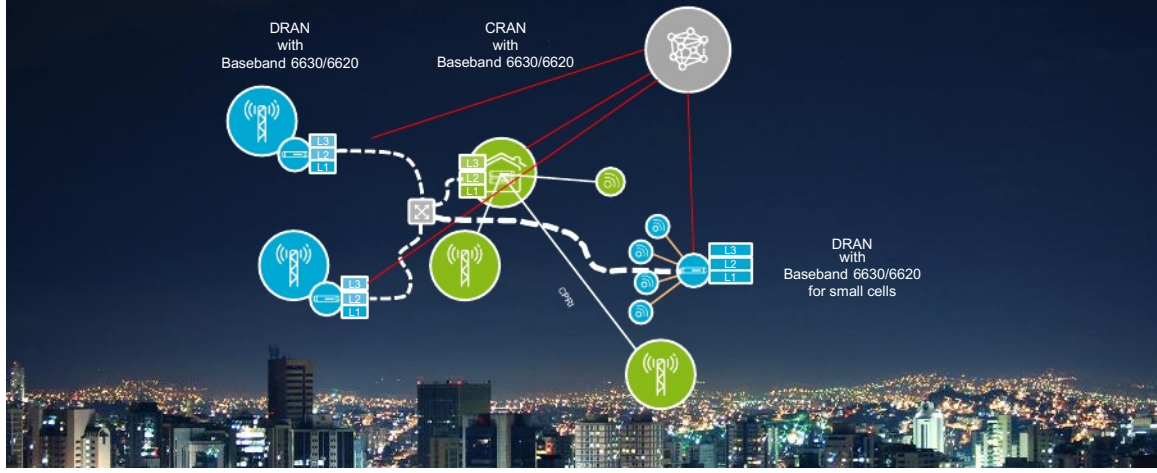 DRAN
with
Baseband 6630/6620
CRAN
with
Baseband 6630/6620
L3
L2
L1
L3
L2
L1
L3
L2
L1
L3
L2
L1
DRAN
with
Baseband 6630/6620
for small cells
CPRI